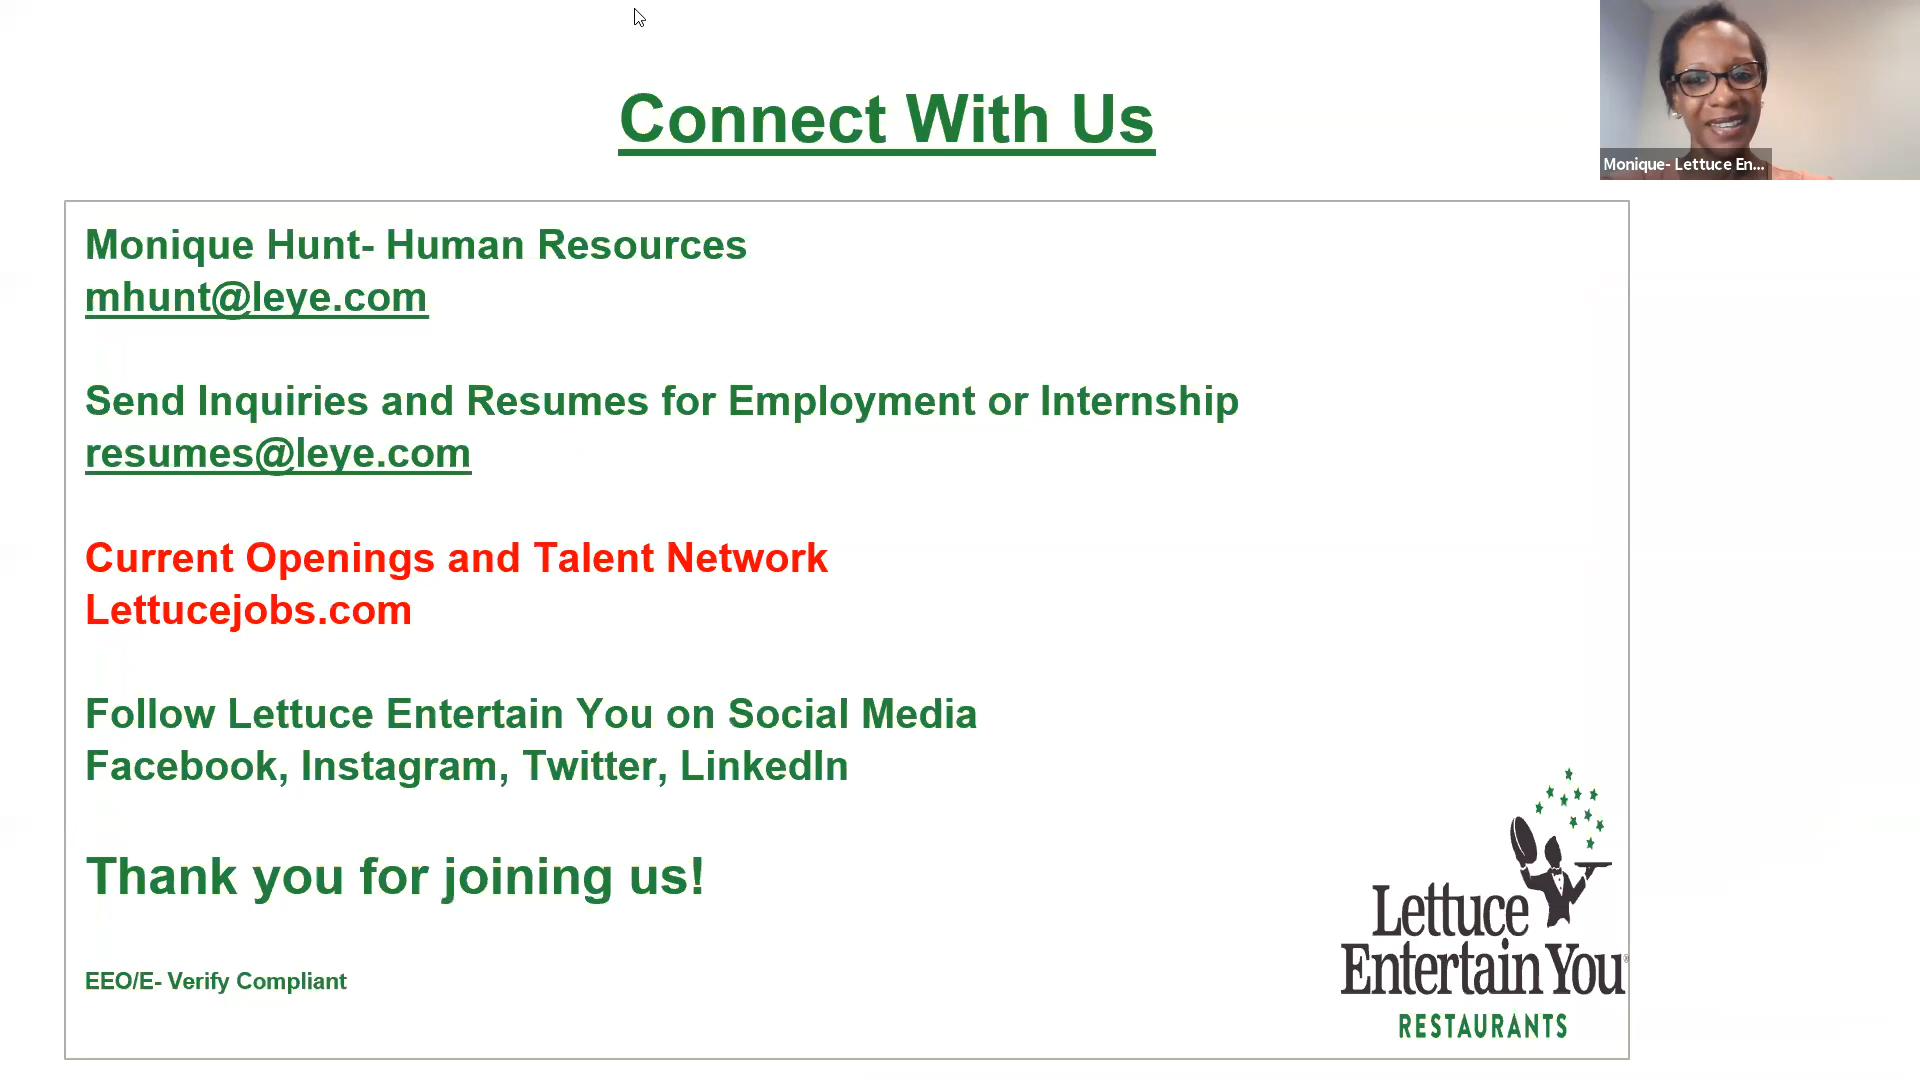 Connect With Us
Monique- Lettuce En...
Monique Hunt- Human Resources
mhunt@leye.com
Send Inquiries and Resumes for Employment or Internship
resumes@leye.com
Current Openings and Talent Network
Lettucejobs.com
Follow Lettuce Entertain You on Social Media
Facebook, Instagram, Twitter, LinkedIn
Thank you for joining us!
EEO/E- Verify Compliant
Lettuce
Entertain You®
RESTAURANTS